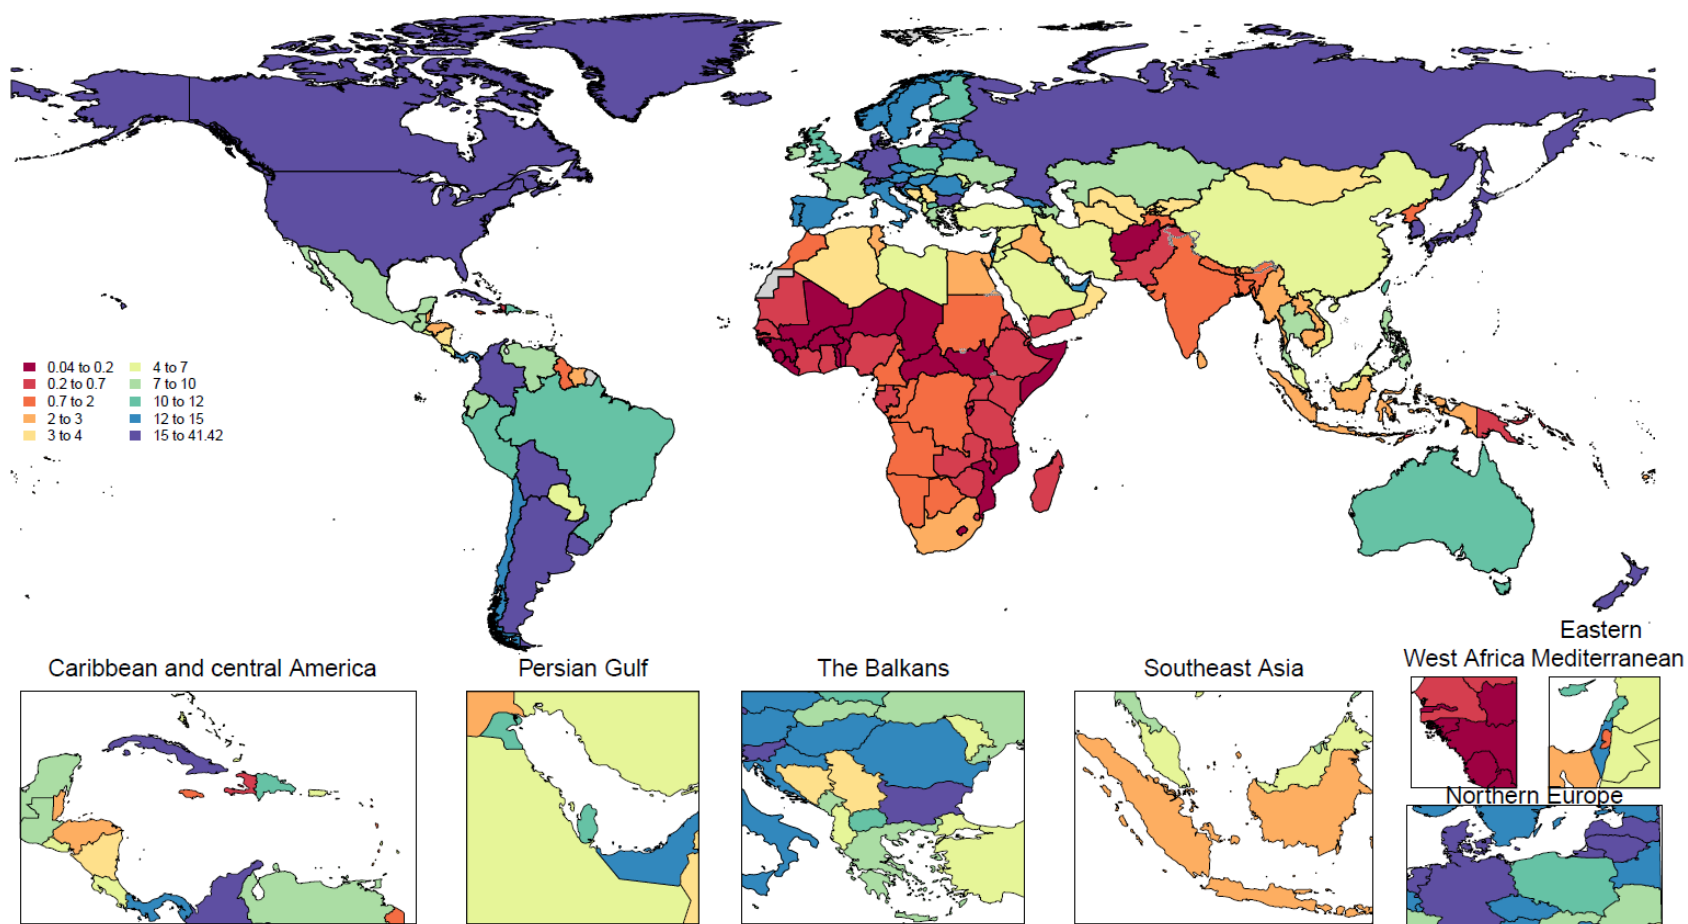 0.04 to 0.2
0.2 to 0.7
0.7 to 2
2 to 3
3 to 4
4 to 7
7 to 10
10 to 12
12 to 15
15 to 41.42
Caribbean and central America
Persian Gulf
The Balkans
Southeast Asia
West Africa
Eastern
Mediterranean
Northern Europe